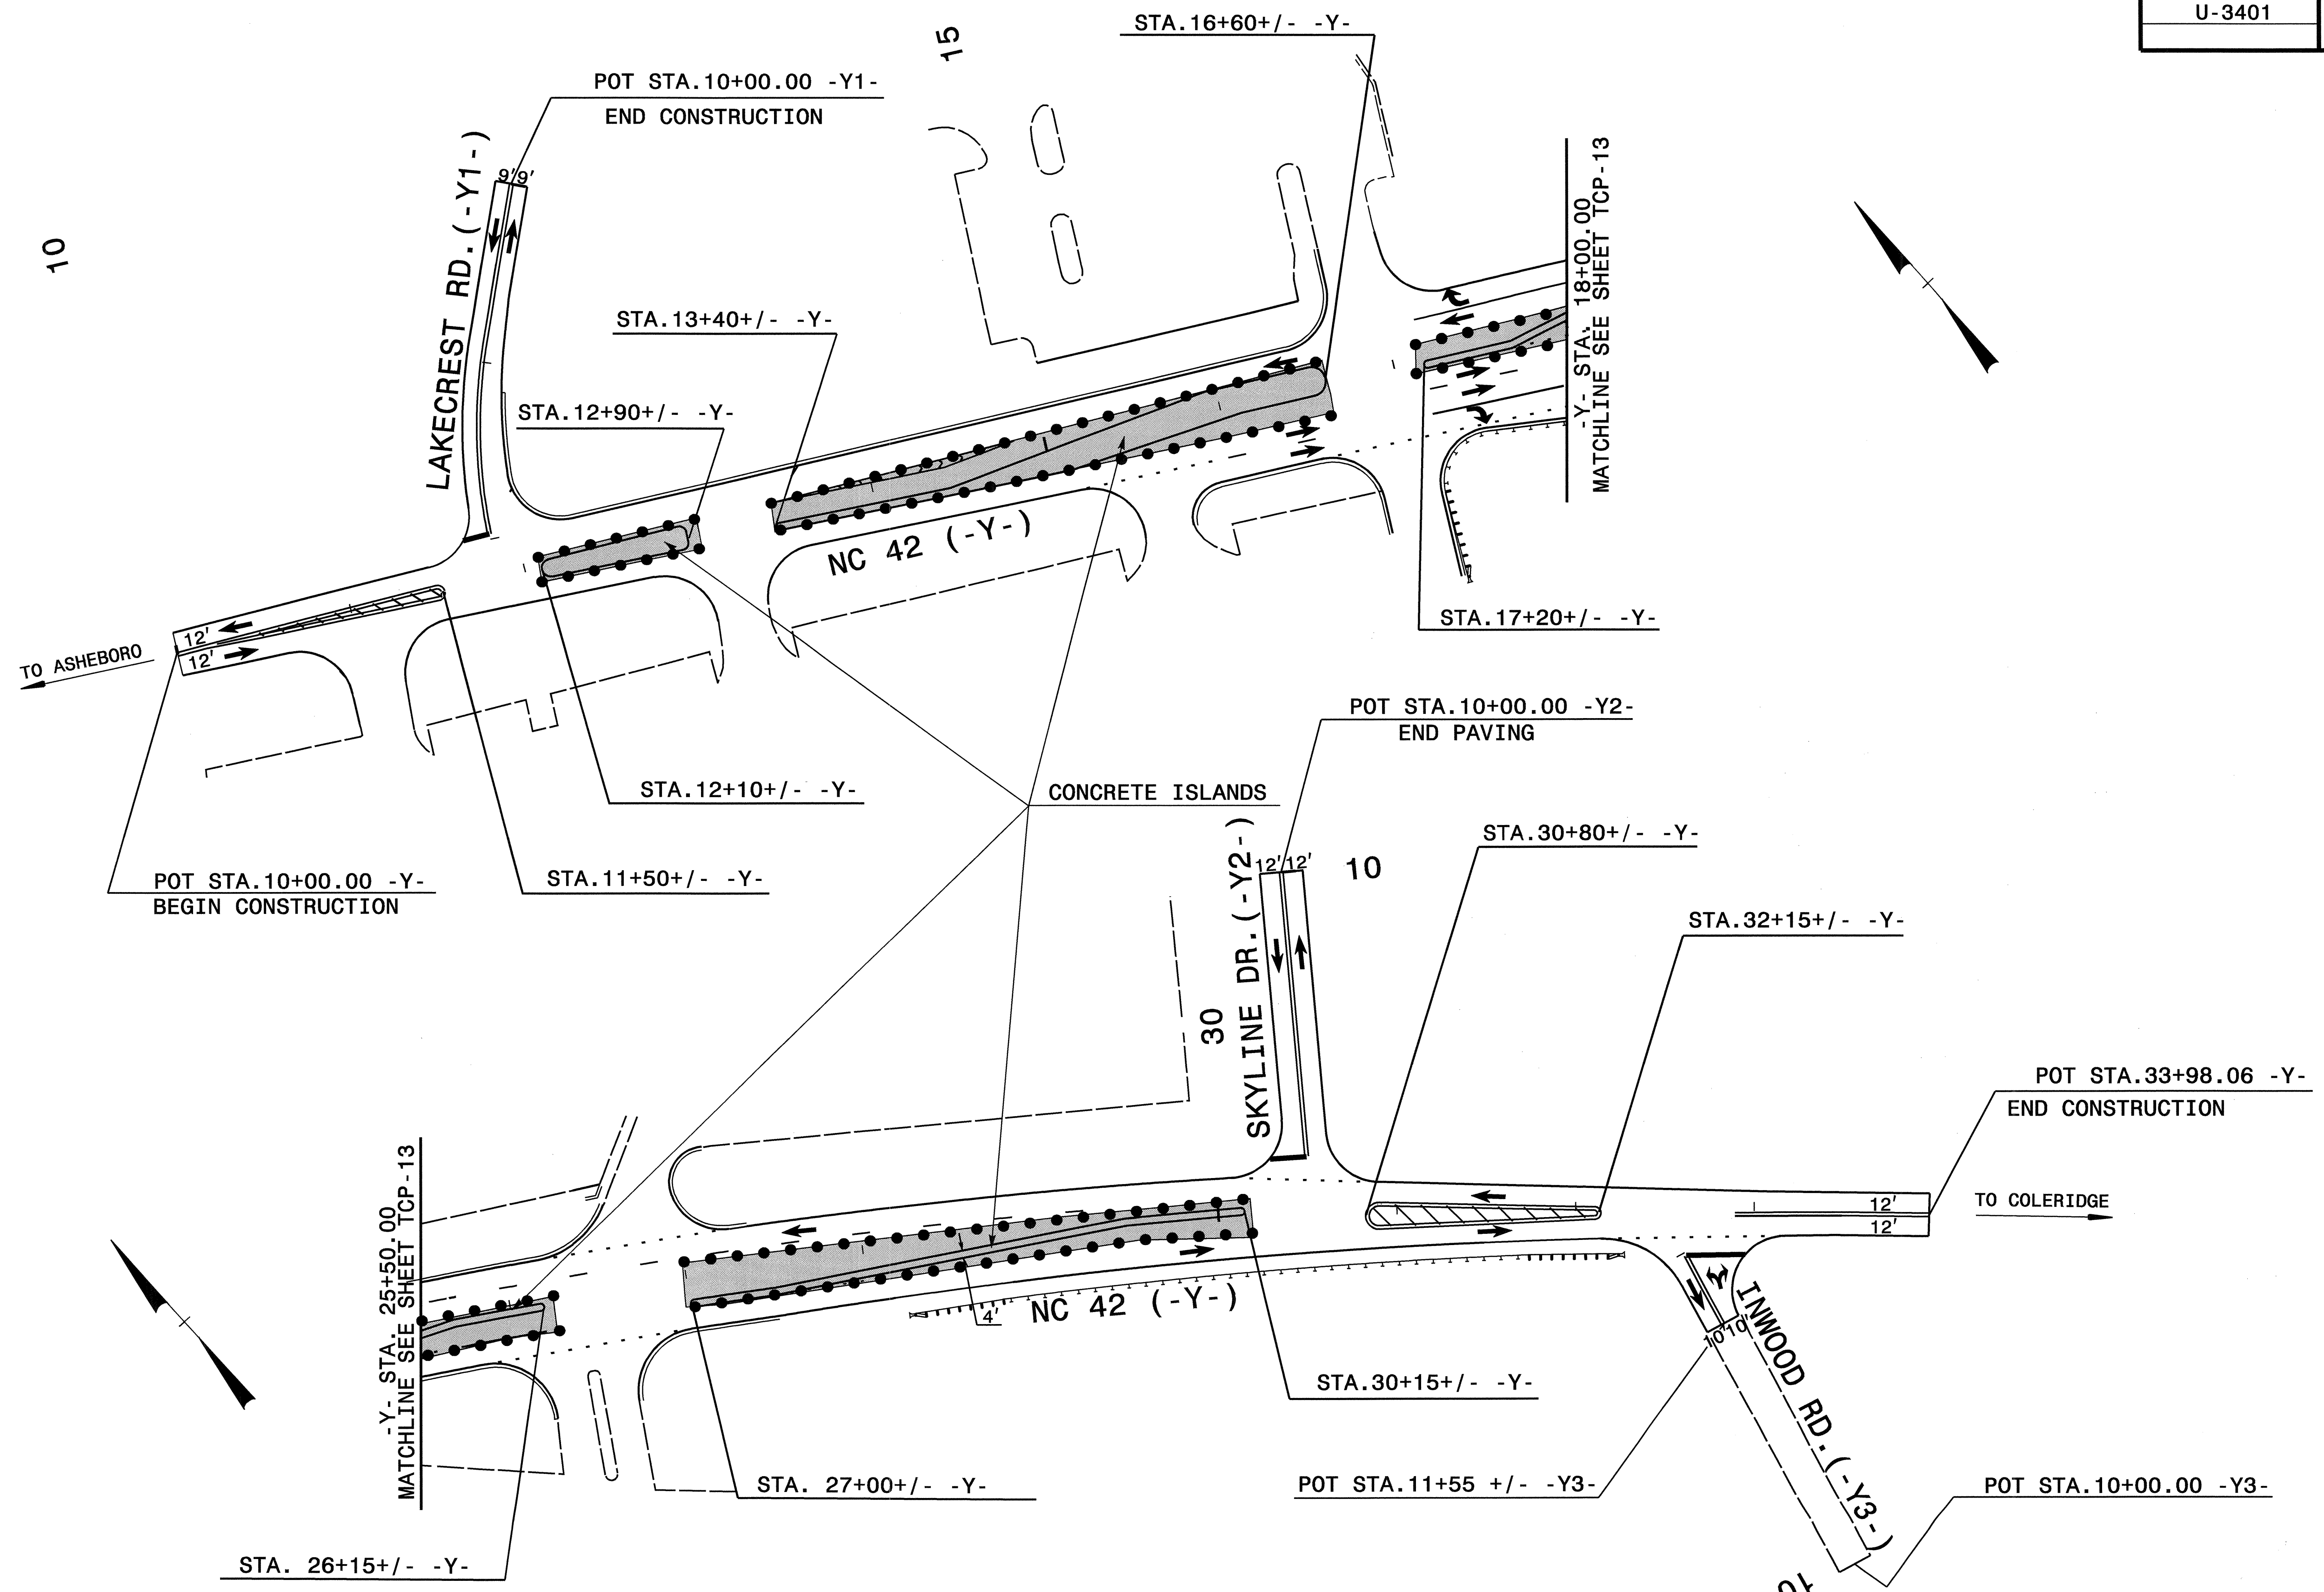 U-3401
STA.16+60+/- -Y-
15
POT STA.10+00.00 -Y1-
END CONSTRUCTION
9' 9'
10
LAKECREST RD.(-Y1-)
STA.13+40+/- -Y-
STA.12+90+/- -Y-
-Y- STA. 18+00.00
MATCHLINE SEE SHEET TCP-13
NC 42 (-Y-)
STA.17+20+/- -Y-
12'
12'
TO ASHEBORO
POT STA.10+00.00 -Y2-
END PAVING
STA.12+10+/- -Y-
CONCRETE ISLANDS
STA.11+50+/- -Y-
POT STA.10+00.00 -Y-
BEGIN CONSTRUCTION
STA.30+80+/- -Y-
12' 12'
10
STA.32+15+/- -Y-
30
SKYLINE DR.(-Y2-)
POT STA.33+98.06 -Y-
END CONSTRUCTION
-Y- STA. 25+50.00
MATCHLINE SEE SHEET TCP-13
12'
12'
TO COLERIDGE
4'
NC 42 (-Y-)
10' 10'
INWOOD RD.(-Y3-)
STA.30+15+/- -Y-
STA. 27+00+/- -Y-
POT STA.11+55 +/- -Y3-
POT STA.10+00.00 -Y3-
STA. 26+15+/- -Y-
10